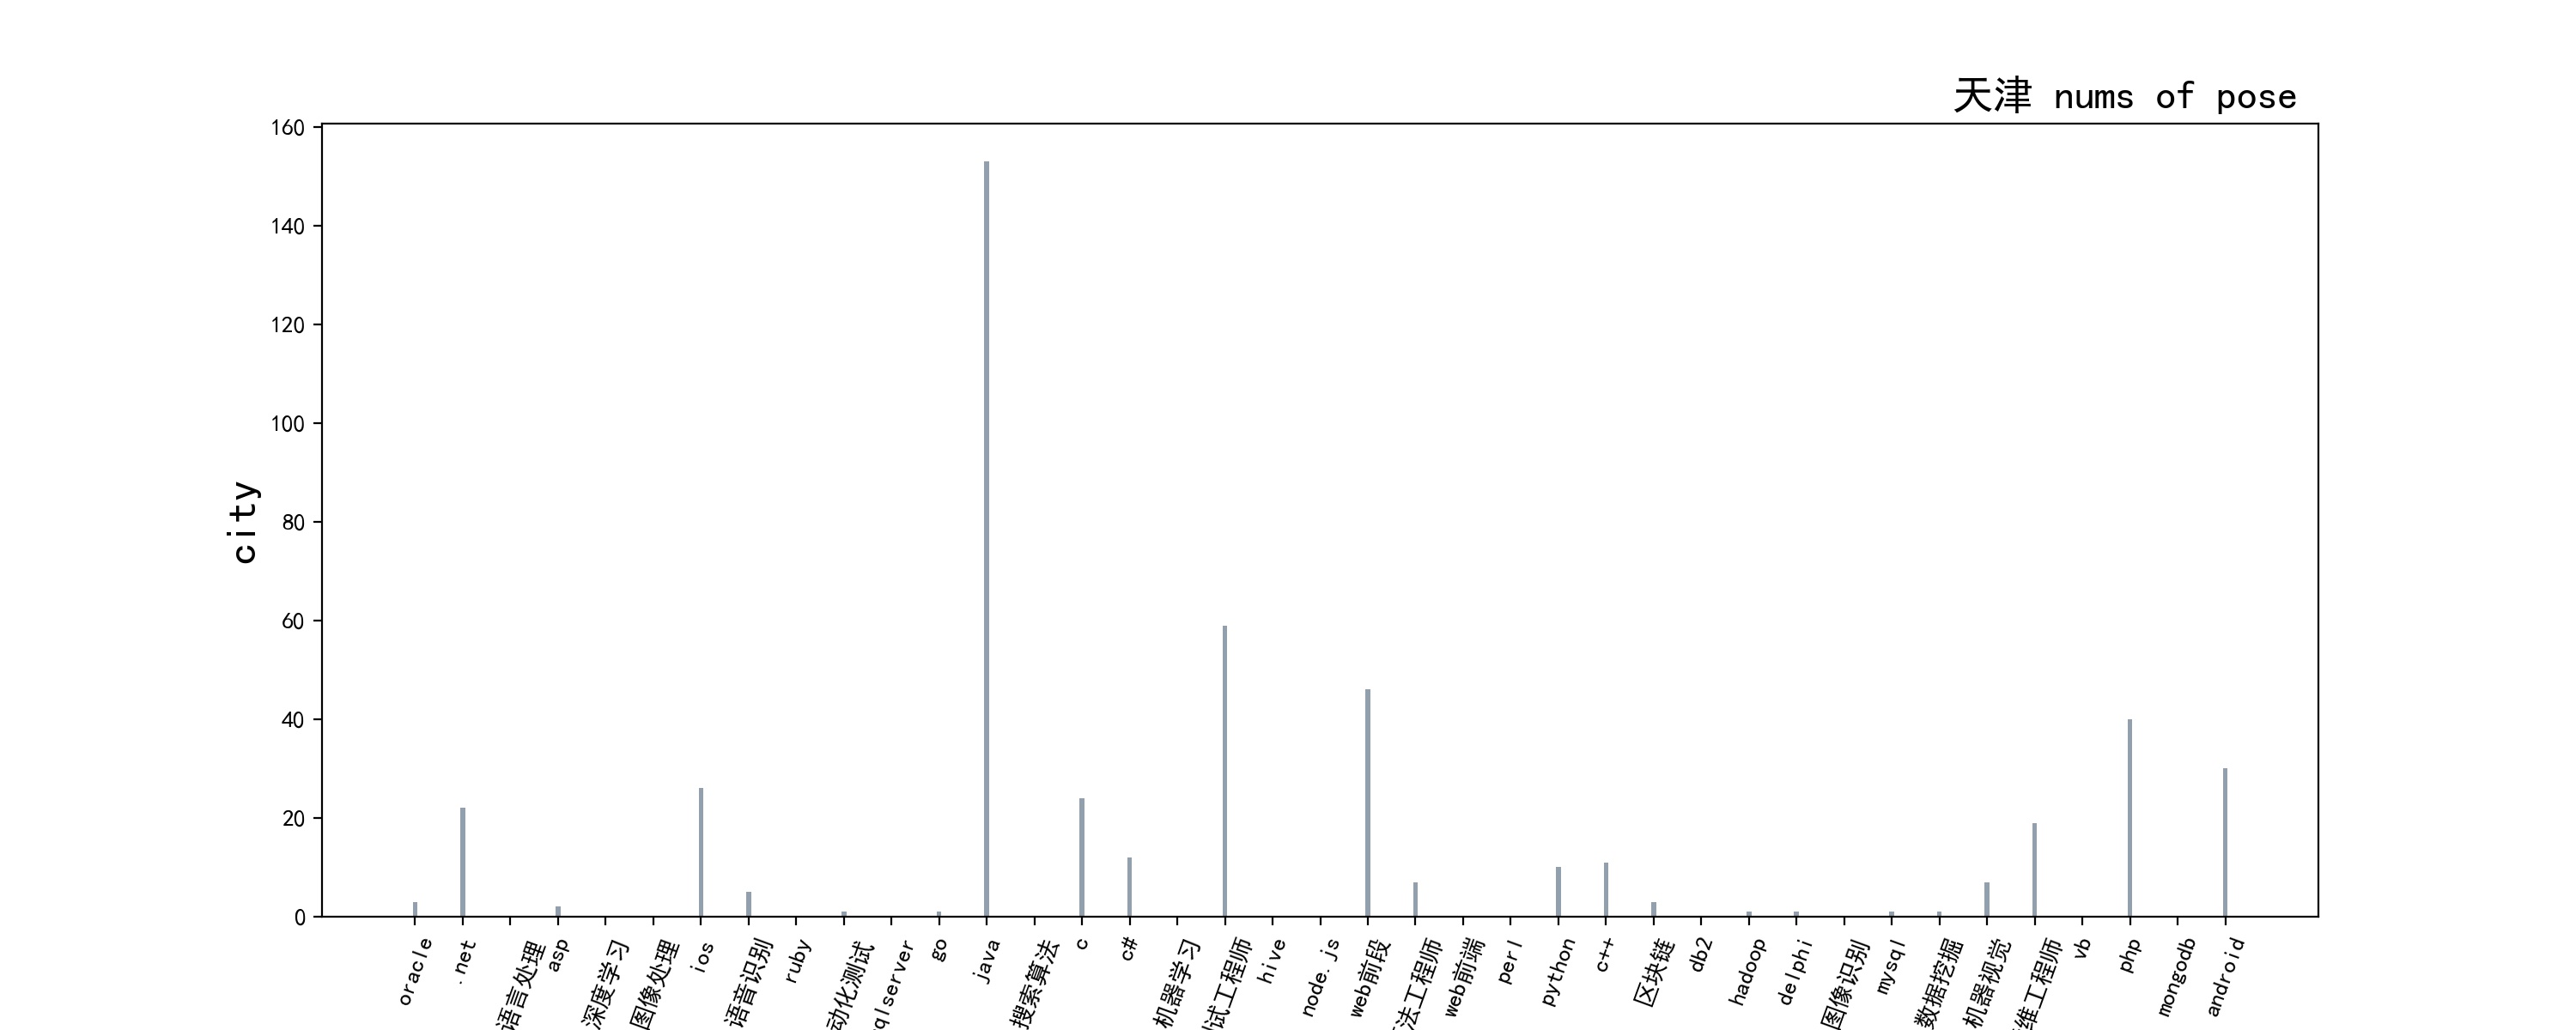 天津 nums of pose
160
140
120
100
80
60
40
20
0
city
oracle
.net
语言处理
asp
深度学习
图像处理
ios
语音识别
ruby
动化测试
qlserver
go
java
搜索算法
c
c#
机器学习
试工程师
hive
node.js
web前段
法工程师
web前端
perl
python
c++
区块链
db2
hadoop
delphi
图像识别
mysql
数据挖掘
机器视觉
维工程师
vb
php
mongodb
android